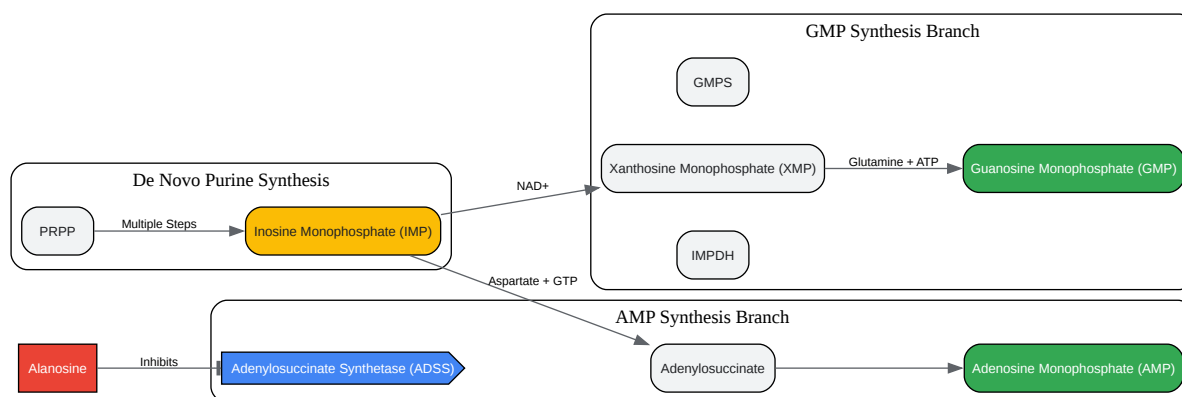 GMP Synthesis Branch
GMPS
Xanthosine Monophosphate (XMP)
Glutamine + ATP
Guanosine Monophosphate (GMP)
IMPDH
De Novo Purine Synthesis
PRPP
Multiple Steps
Inosine Monophosphate (IMP)
NAD+
Aspartate + GTP
AMP Synthesis Branch
Alanosine
Inhibits
Adenylosuccinate Synthetase (ADSS)
Adenylosuccinate
Adenosine Monophosphate (AMP)